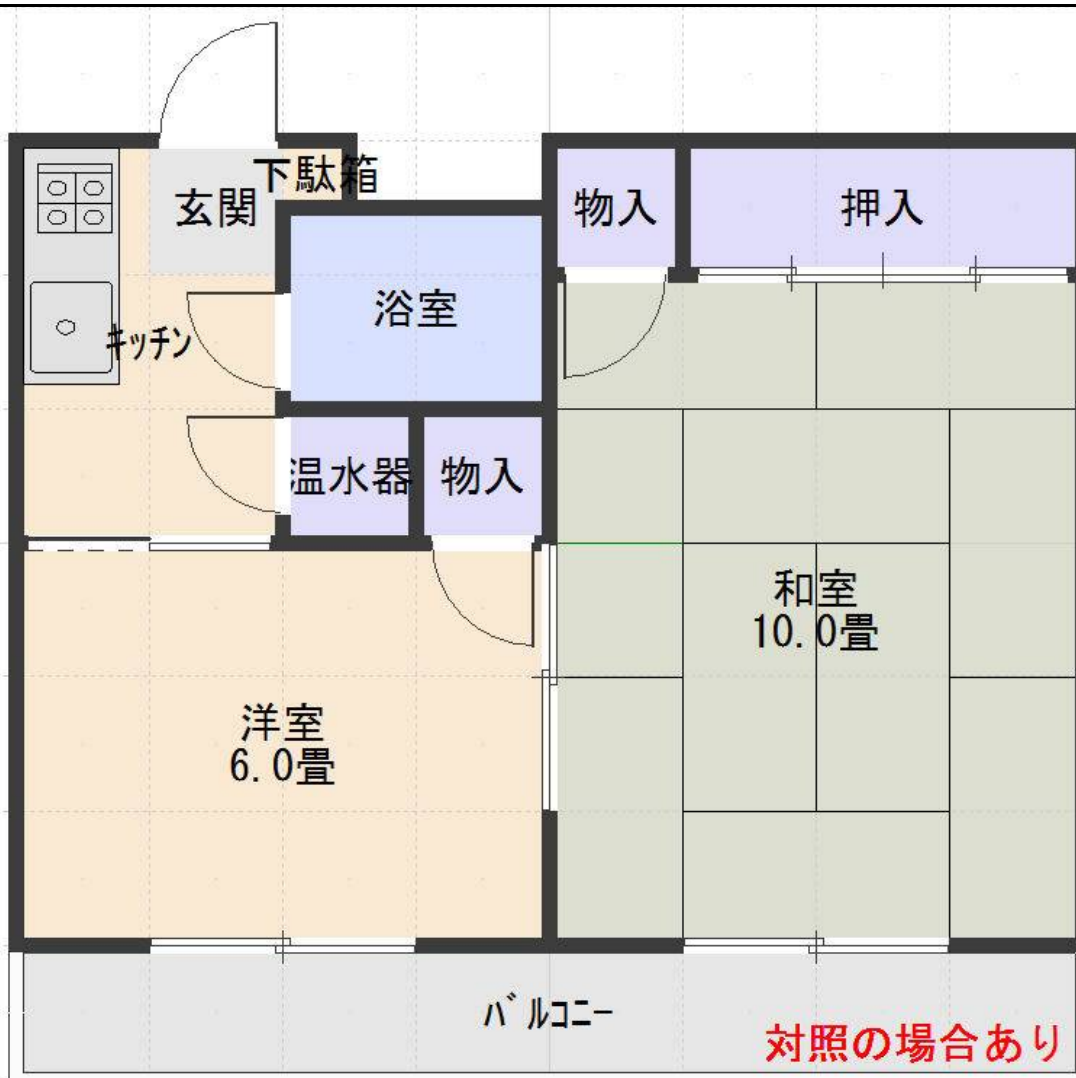 下駄箱
玄関
物入
押入
浴室
ｷｯﾁﾝ
温水器
物入
和室
10.0畳
洋室
6.0畳
ﾊﾞﾙｺﾆｰ
対照の場合あり